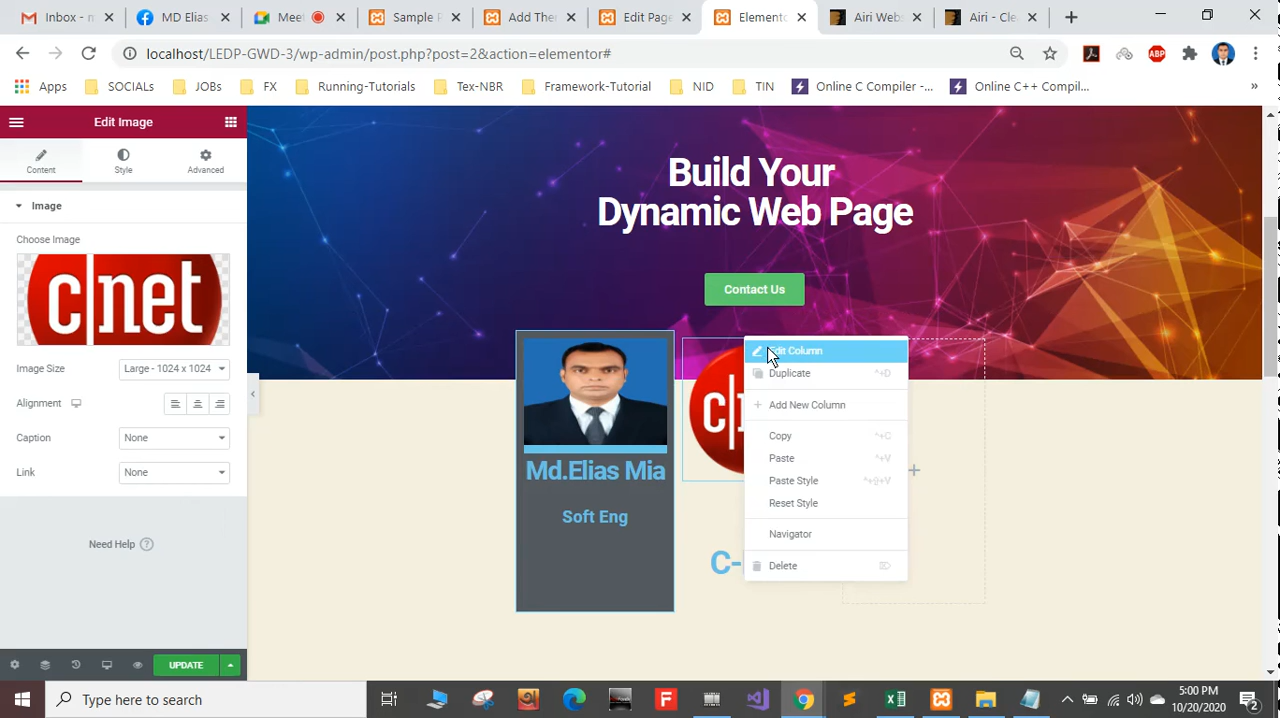 Inbox - m
MD Elias
Meet
Sample P
Add The
Edit Page
Elemento
Airi Webs
Airi - Cle
localhost/LEDP-GWD-3/wp-admin/post.php?post=2&action=elementor#
ABP
Apps
SOCIALs
JOBs
FX
Running-Tutorials
Tex-NBR
Framework-Tutorial
NID
TIN
Online C Compiler -...
Online C++ Compil...
»
Edit Image
Content
Style
Advanced
Image
Choose Image
c|net
Image Size
Large - 1024 x 1024
Alignment
Caption
None
Link
None
Need Help
UPDATE
Build Your
Dynamic Web Page
Contact Us
Md.Elias Mia
Soft Eng
C-
Edit Column
Duplicate ^+D
Add New Column
Copy ^+C
Paste ^+V
Paste Style ^+⇧+V
Reset Style
Navigator
Delete
Type here to search
5:00 PM
10/20/2020
2